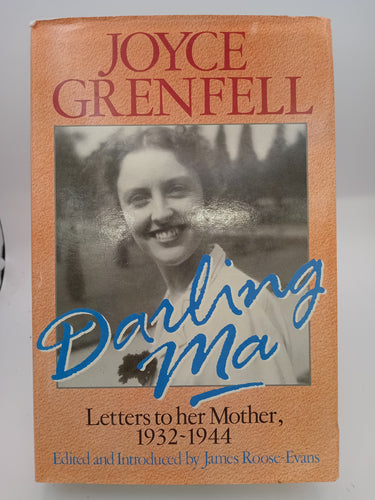 JOYCE
GRENFELL
Darling
Ma
Letters to her Mother,
1932~1944
Edited and Introduced by James Roose-Evans